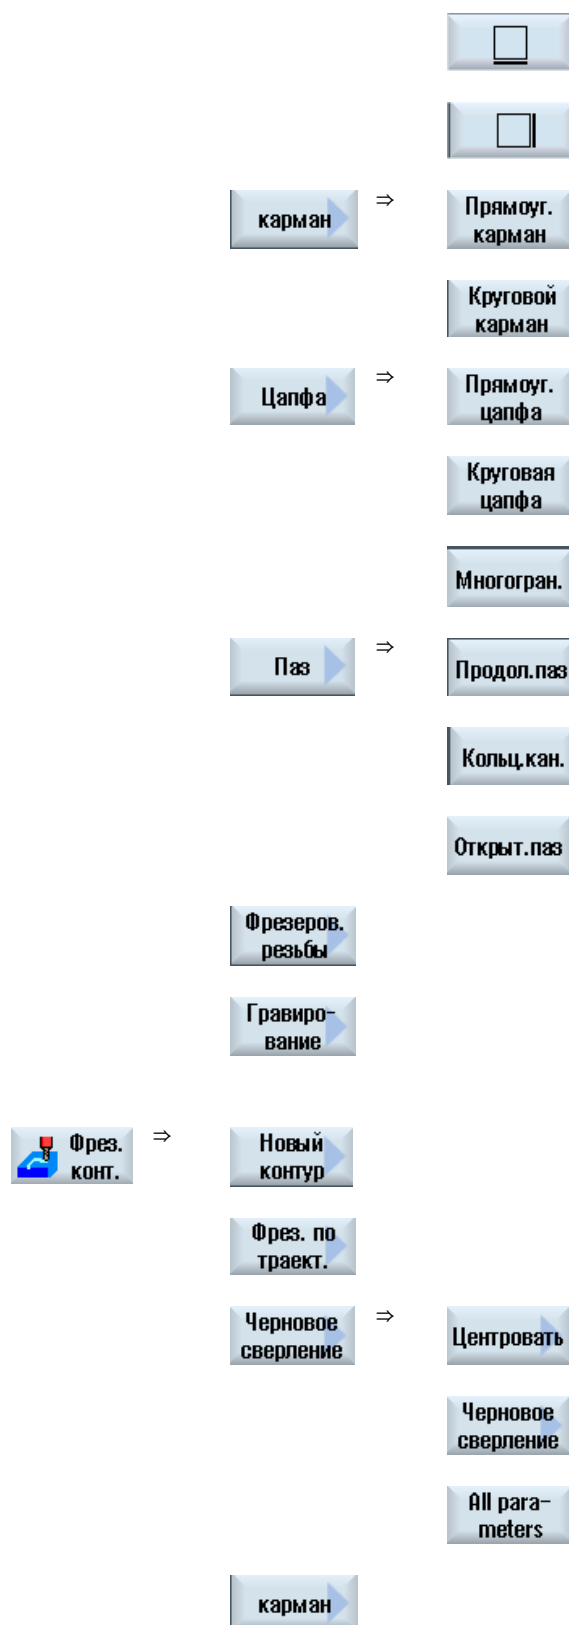 карман
⇒
Прямоуг.
карман
Круговой
карман
Цапфа
⇒
Прямоуг.
цапфа
Круговая
цапфа
Многогран.
Паз
⇒
Продол.паз
Кольц.кан.
Открыт.паз
Фрезеров.
резьбы
Гравиро-
вание
Фрез.
конт.
⇒
Новый
контур
Фрез. по
траект.
Черновое
сверление
⇒
Центровать
Черновое
сверление
All para-
meters
карман